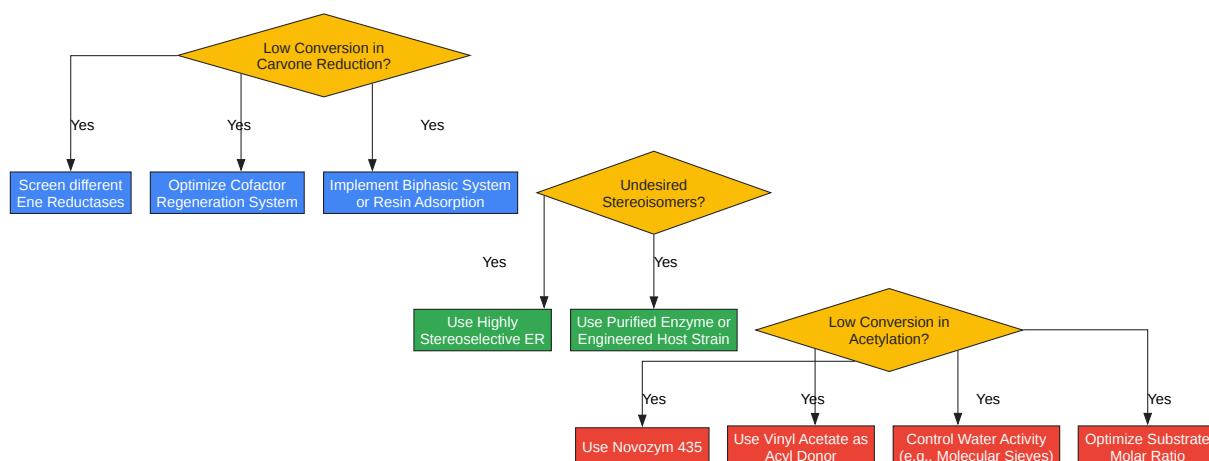 Low Conversion in
Carvone Reduction?
Yes
Yes
Yes
Screen different
Ene Reductases
Optimize Cofactor
Regeneration System
Implement Biphasic System
or Resin Adsorption
Undesired
Stereoisomers?
Yes
Yes
Use Highly
Stereoselective ER
Use Purified Enzyme or
Engineered Host Strain
Low Conversion in
Acetylation?
Yes
Yes
Yes
Yes
Use Novozym 435
Use Vinyl Acetate as
Acyl Donor
Control Water Activity
(e.g., Molecular Sieves)
Optimize Substrate
Molar Ratio